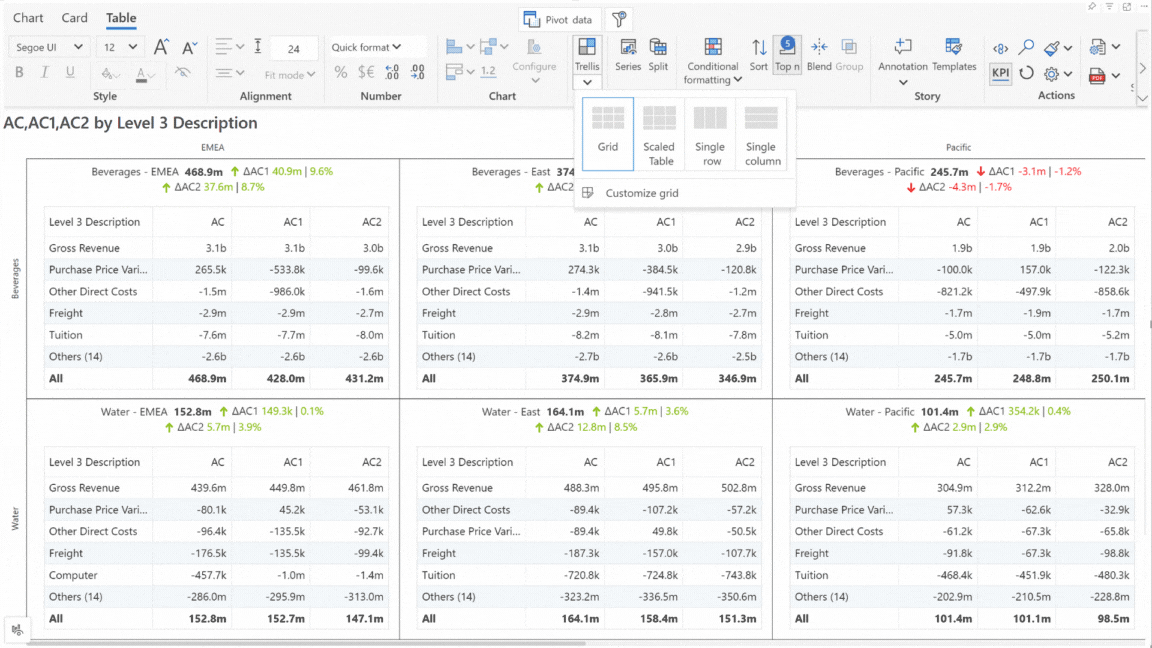 Chart Card Table
Pivot data
Segoe UI 12 A A 24 Quick format
B I U A Fit mode % $€ .00 .00 1.2
Configure Trellis Series Split Conditional formatting Sort 5 Top n Blend Group Annotation Templates KPI PDF
Style Alignment Number Chart Story Actions
Grid Scaled Table Single row Single column
Customize grid
AC,AC1,AC2 by Level 3 Description
EMEA Pacific
Beverages
Beverages - EMEA 468.9m ΔAC1 40.9m | 9.6%
ΔAC2 37.6m | 8.7%
Level 3 Description AC AC1 AC2
Gross Revenue 3.1b 3.1b 3.0b
Purchase Price Vari... 265.5k -533.8k -99.6k
Other Direct Costs -1.5m -986.0k -1.6m
Freight -2.9m -2.9m -2.7m
Tuition -7.6m -7.7m -8.0m
Others (14) -2.6b -2.6b -2.6b
All 468.9m 428.0m 431.2m
Beverages - East 374
ΔAC2
Level 3 Description AC AC1 AC2
Gross Revenue 3.1b 3.0b 2.9b
Purchase Price Vari... 274.3k -384.5k -120.8k
Other Direct Costs -1.4m -941.5k -1.2m
Freight -2.9m -2.8m -2.7m
Tuition -8.2m -8.1m -7.8m
Others (14) -2.7b -2.6b -2.5b
All 374.9m 365.9m 346.9m
Beverages - Pacific 245.7m ΔAC1 -3.1m | -1.2%
ΔAC2 -4.3m | -1.7%
Level 3 Description AC AC1 AC2
Gross Revenue 1.9b 1.9b 2.0b
Purchase Price Vari... -100.0k 157.0k -122.3k
Other Direct Costs -821.2k -497.9k -858.6k
Freight -1.7m -1.9m -1.7m
Tuition -5.0m -5.0m -5.2m
Others (14) -1.7b -1.7b -1.7b
All 245.7m 248.8m 250.1m
Water
Water - EMEA 152.8m ΔAC1 149.3k | 0.1%
ΔAC2 5.7m | 3.9%
Level 3 Description AC AC1 AC2
Gross Revenue 439.6m 449.8m 461.8m
Purchase Price Vari... -80.1k 45.2k -53.1k
Other Direct Costs -96.4k -135.5k -92.7k
Freight -176.5k -135.5k -99.4k
Computer -457.7k -1.0m -1.4m
Others (14) -286.0m -295.9m -313.0m
All 152.8m 152.7m 147.1m
Water - East 164.1m ΔAC1 5.7m | 3.6%
ΔAC2 12.8m | 8.5%
Level 3 Description AC AC1 AC2
Gross Revenue 488.3m 495.8m 502.8m
Other Direct Costs -89.4k -107.2k -57.2k
Purchase Price Vari... -89.4k 49.8k -50.5k
Freight -187.3k -157.0k -107.7k
Tuition -720.8k -724.8k -743.8k
Others (14) -323.2m -336.5m -350.6m
All 164.1m 158.4m 151.3m
Water - Pacific 101.4m ΔAC1 354.2k | 0.4%
ΔAC2 2.9m | 2.9%
Level 3 Description AC AC1 AC2
Gross Revenue 304.9m 312.2m 328.0m
Purchase Price Vari... 57.3k -62.6k -32.9k
Other Direct Costs -61.2k -67.3k -65.8k
Freight -91.8k -67.3k -98.8k
Tuition -468.4k -451.9k -480.3k
Others (14) -202.9m -210.5m -228.8m
All 101.4m 101.1m 98.5m